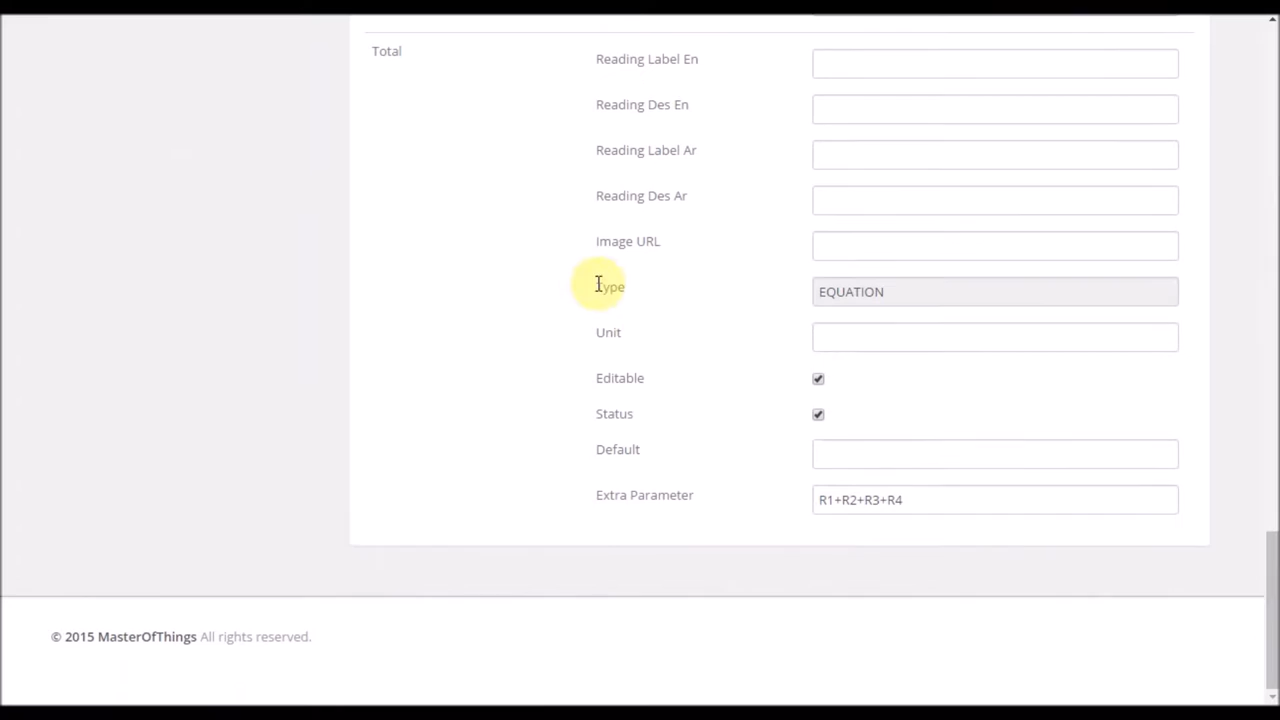 Total
Reading Label En
Reading Des En
Reading Label Ar
Reading Des Ar
Image URL
Type EQUATION
Unit
Editable
Status
Default
Extra Parameter R1+R2+R3+R4
© 2015 MasterOfThings All rights reserved.